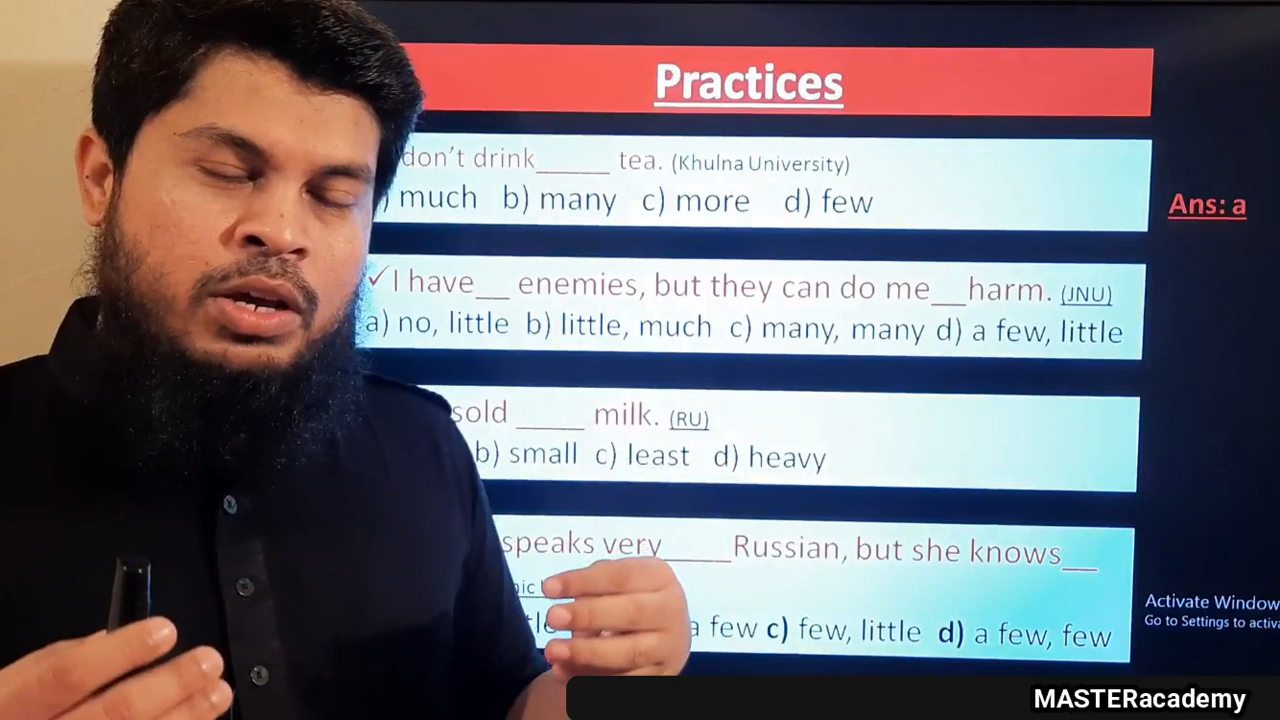 Practices
don't drink_____ tea. (Khulna University)
) much b) many c) more d) few
Ans: a
✓I have__ enemies, but they can do me__harm. (JNU)
a) no, little b) little, much c) many, many d) a few, little
sold _____ milk. (RU)
b) small c) least d) heavy
speaks very_____Russian, but she knows__
a few c) few, little d) a few, few
Activate Window
Go to Settings to activa
MASTERacademy